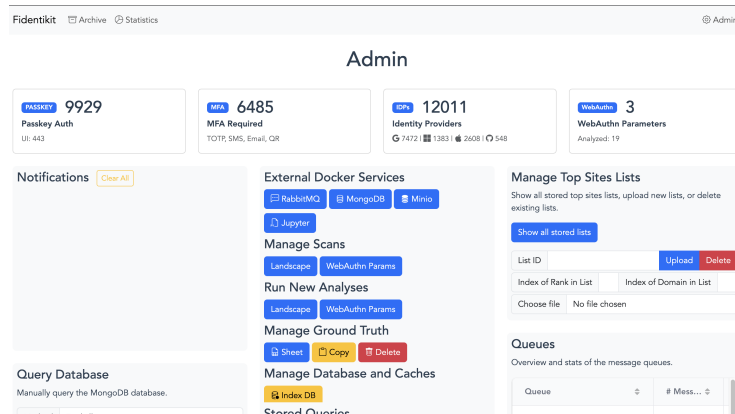 Fidentikit Archive Statistics Admin
Admin
PASSKEY 9929
Passkey Auth
UI: 443
MFA 6485
MFA Required
TOTP, SMS, Email, QR
IDPs 12011
Identity Providers
7472 | 1383 | 2608 | 548
WebAuthn 3
WebAuthn Parameters
Analyzed: 19
Notifications Clear All
Query Database
Manually query the MongoDB database.
External Docker Services
RabbitMQ MongoDB Minio
Jupyter
Manage Scans
Landscape WebAuthn Params
Run New Analyses
Landscape WebAuthn Params
Manage Ground Truth
Sheet Copy Delete
Manage Database and Caches
Index DB
Stored Queries
Manage Top Sites Lists
Show all stored top sites lists, upload new lists, or delete
existing lists.
Show all stored lists
List ID Upload Delete
Index of Rank in List Index of Domain in List
Choose file No file chosen
Queues
Overview and stats of the message queues.
Queue # Mess...